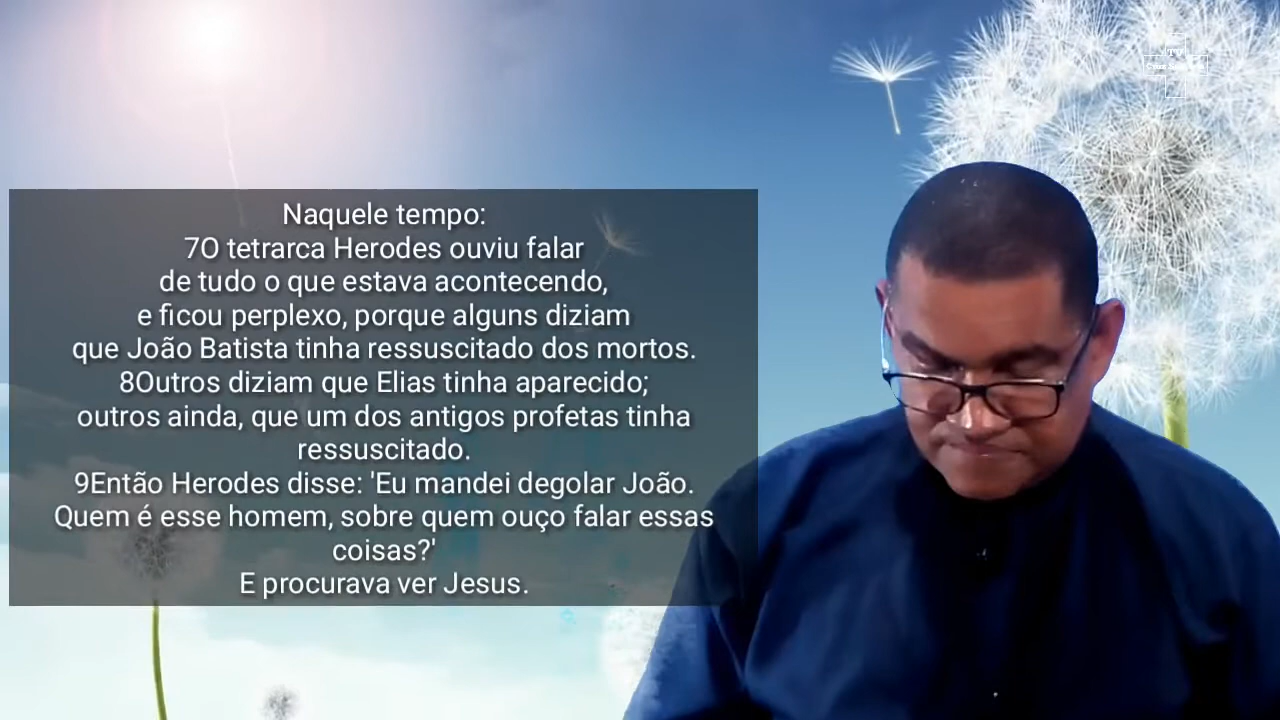 Naquele tempo:
7O tetrarca Herodes ouviu falar
de tudo o que estava acontecendo,
e ficou perplexo, porque alguns diziam
que João Batista tinha ressuscitado dos mortos.
8Outros diziam que Elias tinha aparecido;
outros ainda, que um dos antigos profetas tinha
ressuscitado.
9Então Herodes disse: 'Eu mandei degolar João.
Quem é esse homem, sobre quem ouço falar essas
coisas?'
E procurava ver Jesus.
TV